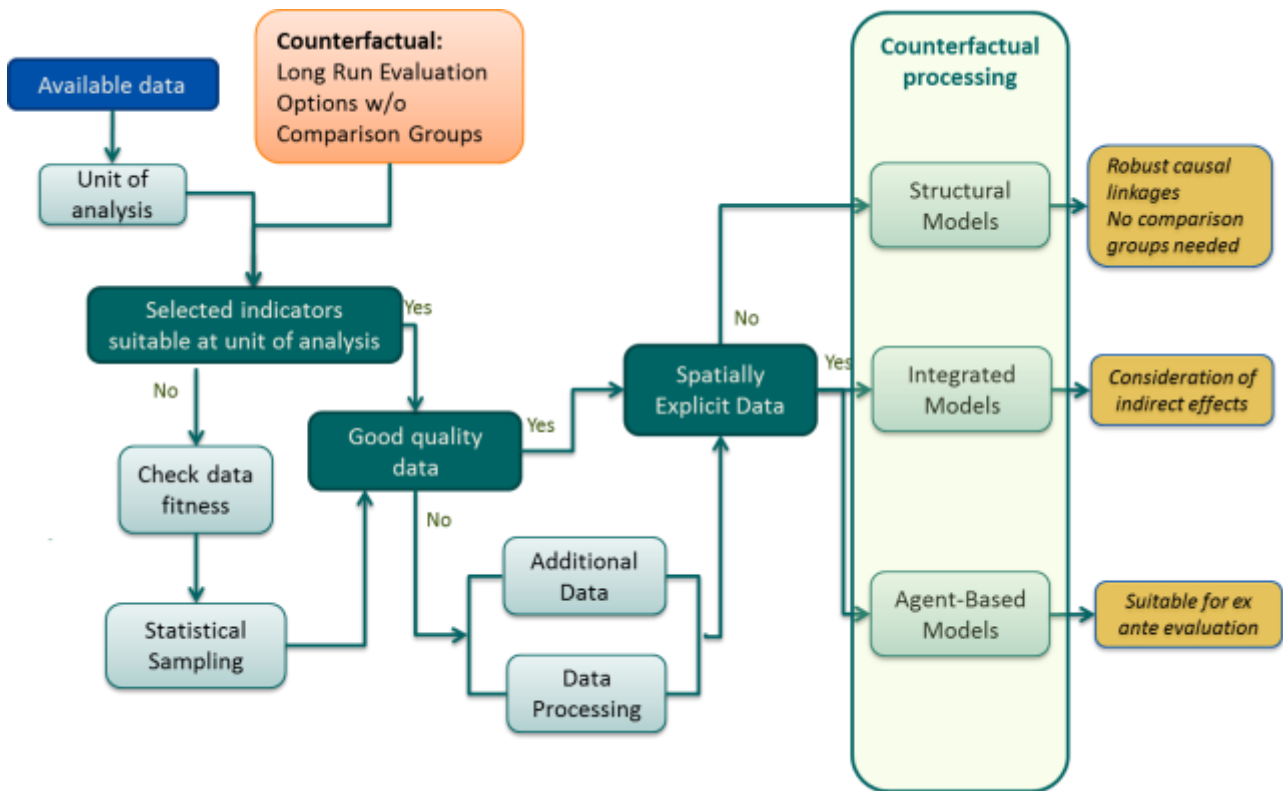 Counterfactual:
Long Run Evaluation
Options w/o
Comparison Groups
Available data
Unit of
analysis
Selected indicators
suitable at unit of analysis
Yes
No
Check data
fitness
Statistical
Sampling
Good quality
data
Yes
No
Additional
Data
Data
Processing
Spatially
Explicit Data
No
Yes
Counterfactual
processing
Structural
Models
Integrated
Models
Agent-Based
Models
Robust causal
linkages
No comparison
groups needed
Consideration of
indirect effects
Suitable for ex
ante evaluation